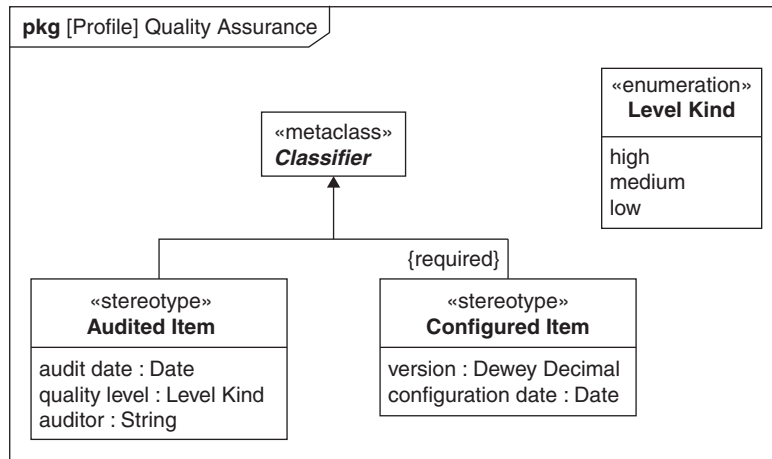 pkg [Profile] Quality Assurance
«metaclass»
Classifier
«enumeration»
Level Kind
high
medium
low
{required}
«stereotype»
Audited Item
audit date : Date
quality level : Level Kind
auditor : String
«stereotype»
Configured Item
version : Dewey Decimal
configuration date : Date